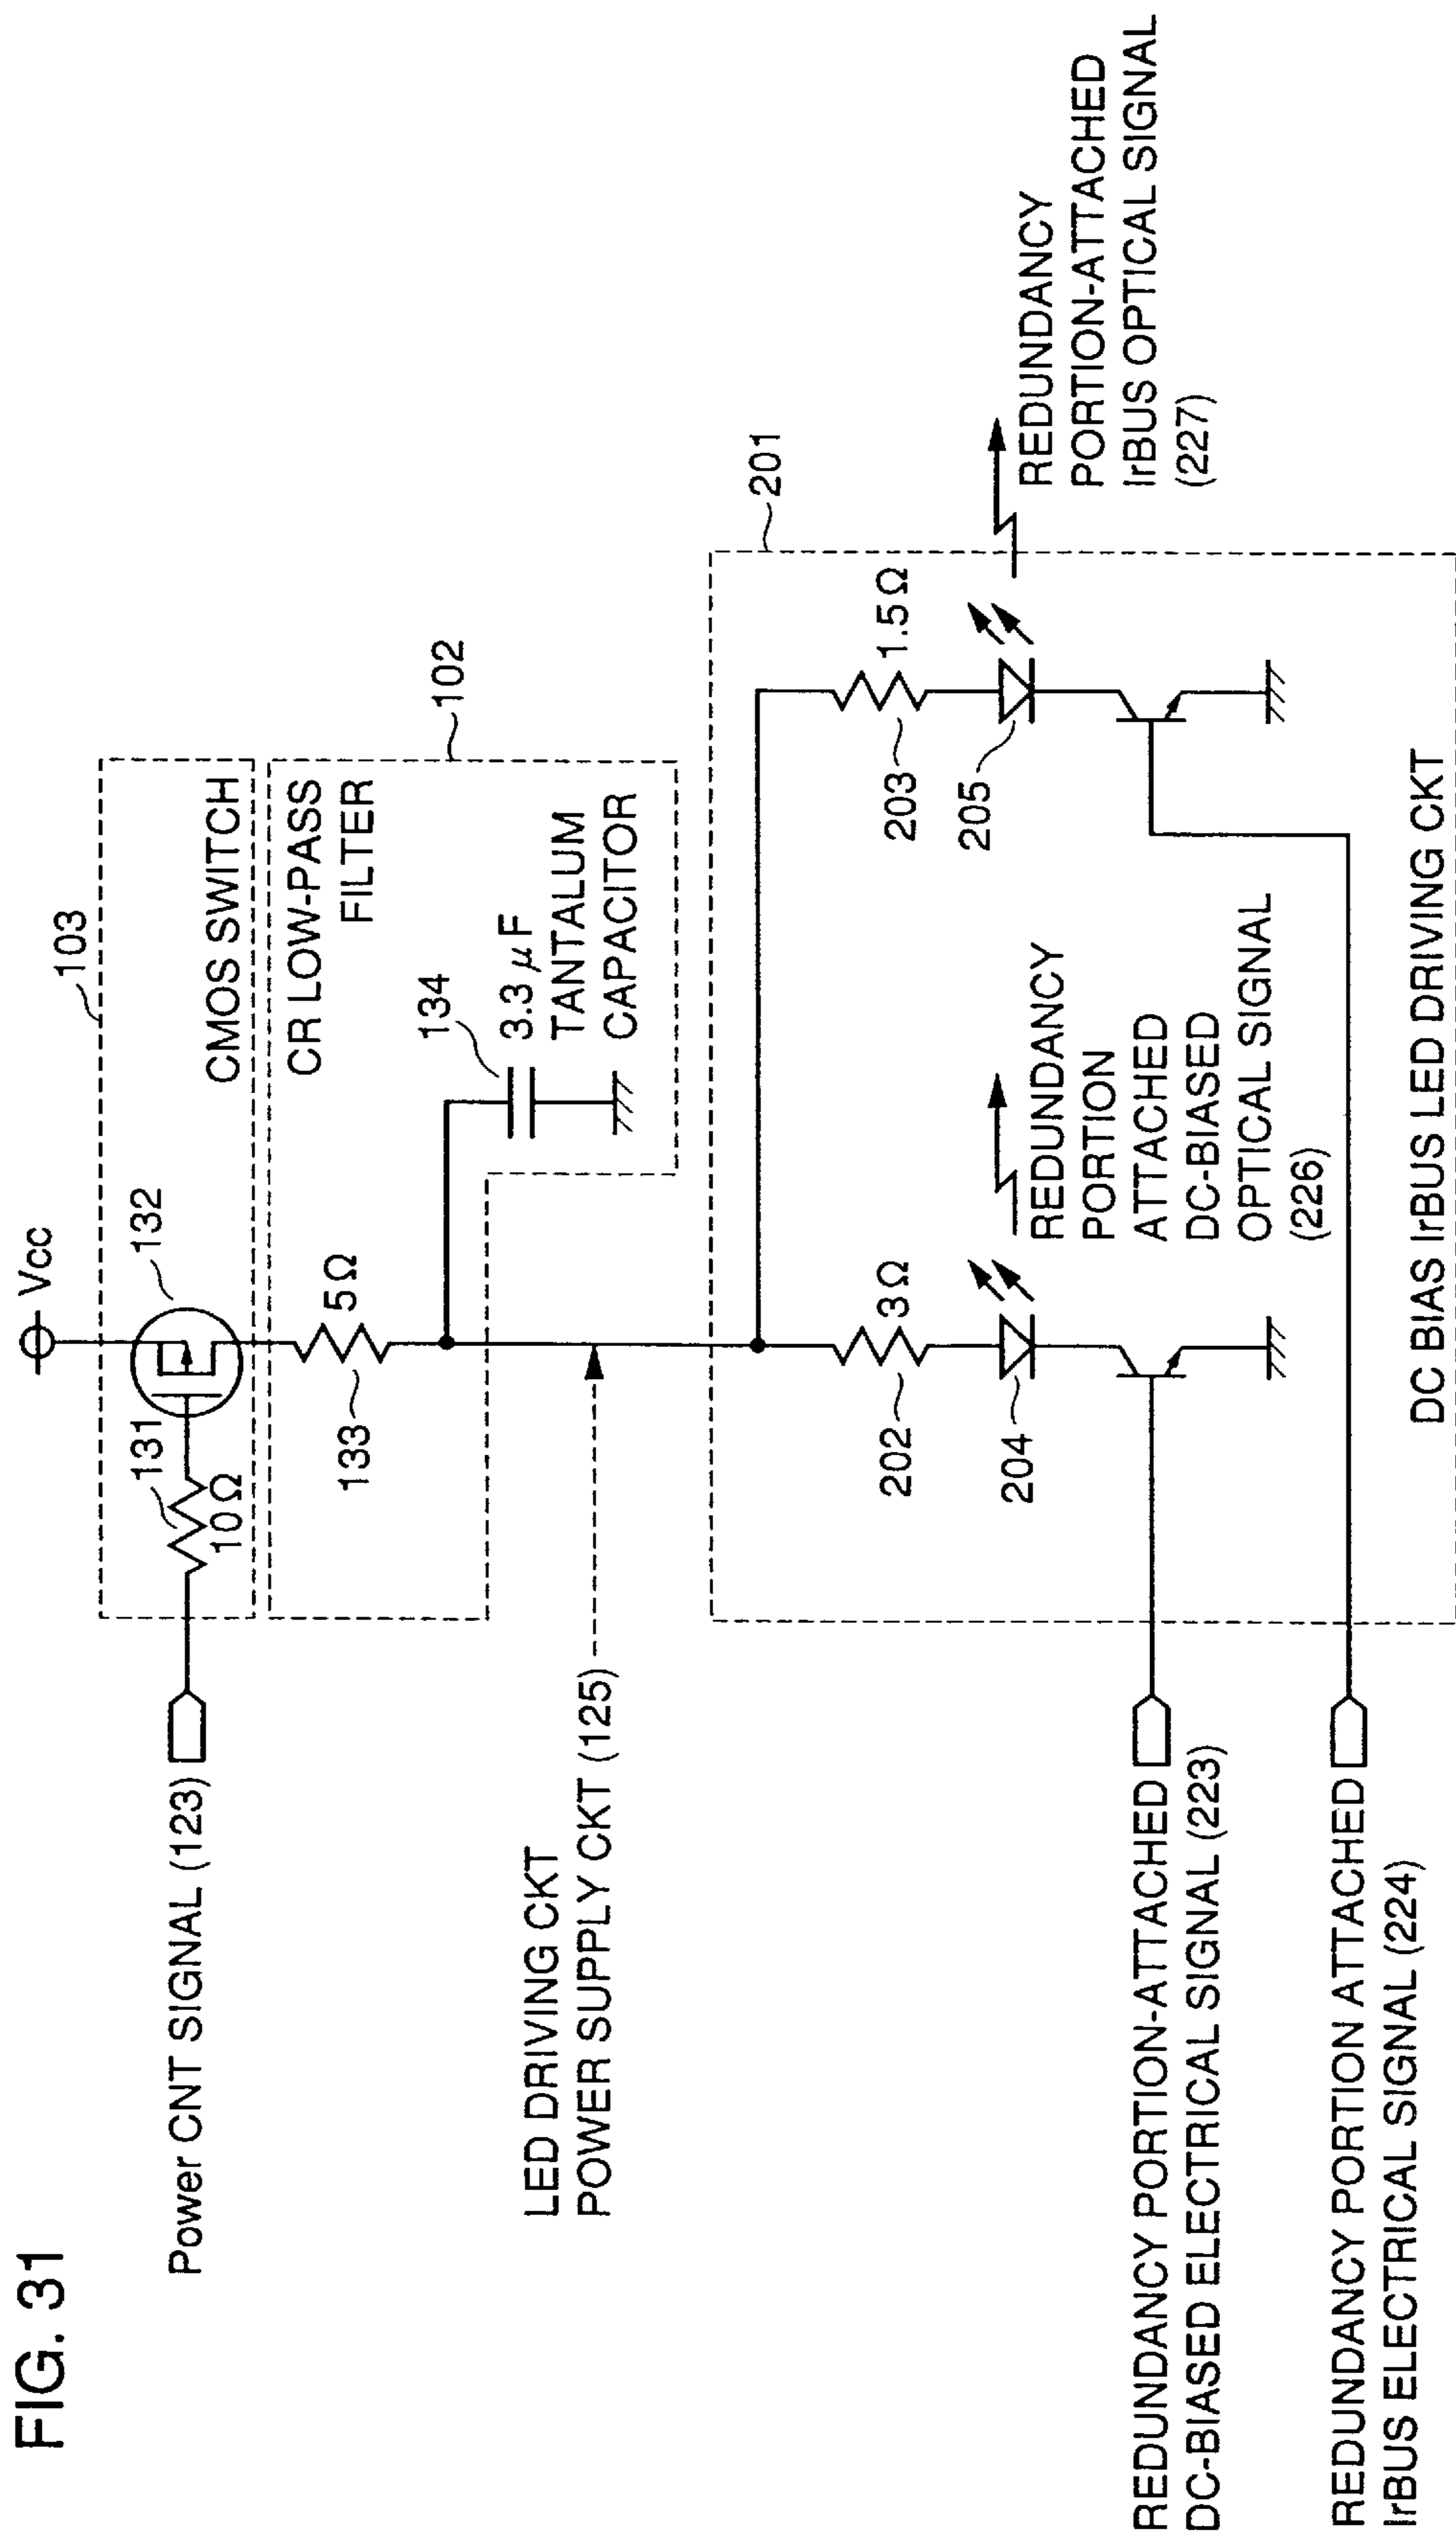 FIG. 31
Vcc
103
132
131
10Ω
CMOS SWITCH
Power CNT SIGNAL (123)
102
CR LOW-PASS
FILTER
5Ω
133
134
3.3 μF
TANTALUM
CAPACITOR
LED DRIVING CKT
POWER SUPPLY CKT (125)
201
202
3Ω
204
203
1.5Ω
205
REDUNDANCY
PORTION
ATTACHED
DC-BIASED
OPTICAL SIGNAL
(226)
REDUNDANCY
PORTION-ATTACHED
IrBUS OPTICAL SIGNAL
(227)
REDUNDANCY PORTION-ATTACHED
DC-BIASED ELECTRICAL SIGNAL (223)
REDUNDANCY PORTION ATTACHED
IrBUS ELECTRICAL SIGNAL (224)
DC BIAS IrBUS LED DRIVING CKT